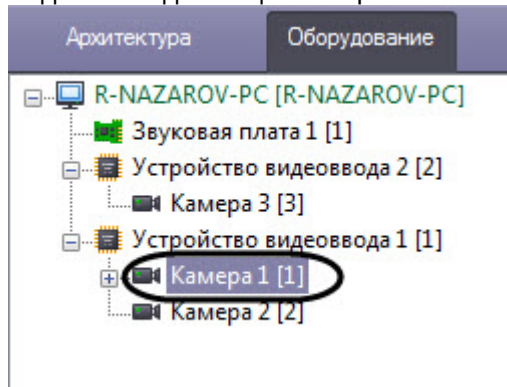 Архитектура Оборудование
R-NAZAROV-PC [R-NAZAROV-PC]
Звуковая плата 1 [1]
Устройство видеоввода 2 [2]
Камера 3 [3]
Устройство видеоввода 1 [1]
Камера 1 [1]
Камера 2 [2]